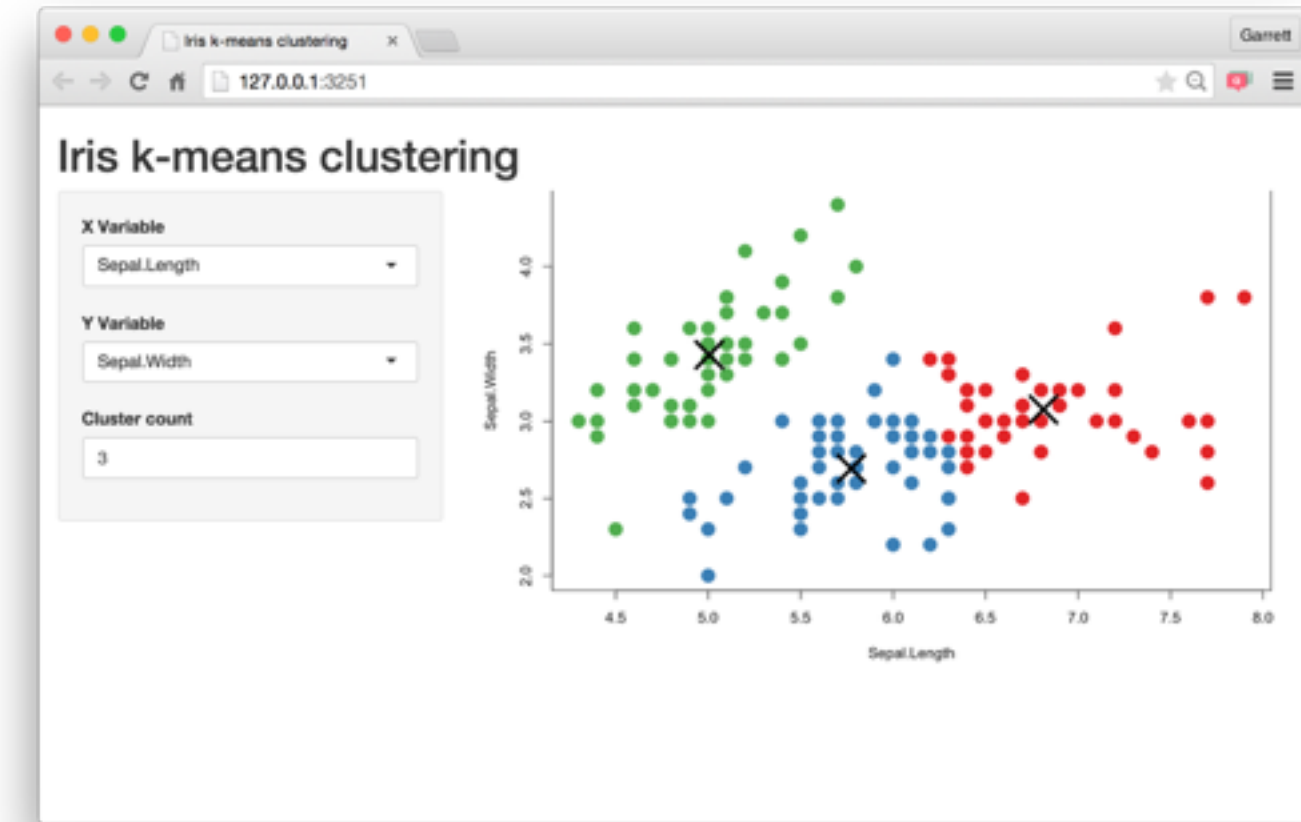 Iris k-means clustering ×
Garrett
127.0.0.1:3251
Iris k-means clustering
X Variable
Sepal.Length
Y Variable
Sepal.Width
Cluster count
3
Sepal.Width
4.0
3.5
3.0
2.5
2.0
4.5 5.0 5.5 6.0 6.5 7.0 7.5 8.0
Sepal.Length